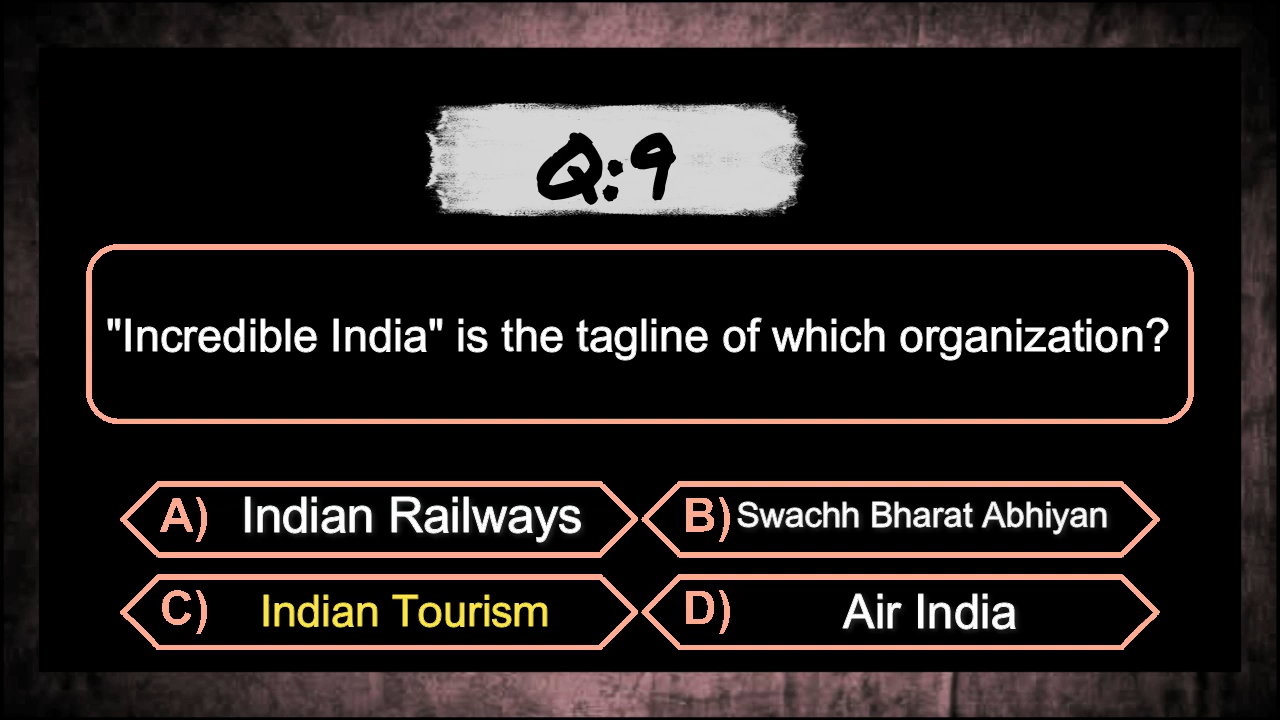 Q:9
"Incredible India" is the tagline of which organization?
A) Indian Railways
B) Swachh Bharat Abhiyan
C) Indian Tourism
D) Air India